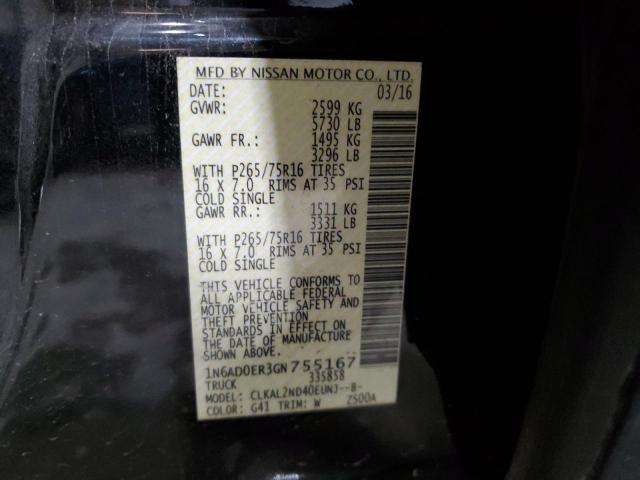 MFD BY NISSAN MOTOR CO., LTD.
DATE: 03/16
GVWR: 2599 KG
5730 LB
GAWR FR.: 1495 KG
3296 LB
WITH P265/75R16 TIRES
16 X 7.0 RIMS AT 35 PSI
COLD SINGLE
GAWR RR.: 1511 KG
3331 LB
WITH P265/75R16 TIRES
16 X 7.0 RIMS AT 35 PSI
COLD SINGLE
THIS VEHICLE CONFORMS TO
ALL APPLICABLE FEDERAL
MOTOR VEHICLE SAFETY AND
THEFT PREVENTION
STANDARDS IN EFFECT ON
THE DATE OF MANUFACTURE
SHOWN ABOVE.
1N6AD0ER3GN755167
TRUCK 335858
MODEL: CLKAL2ND40EUNJ--B-
COLOR: G41 TRIM: W ZS00A